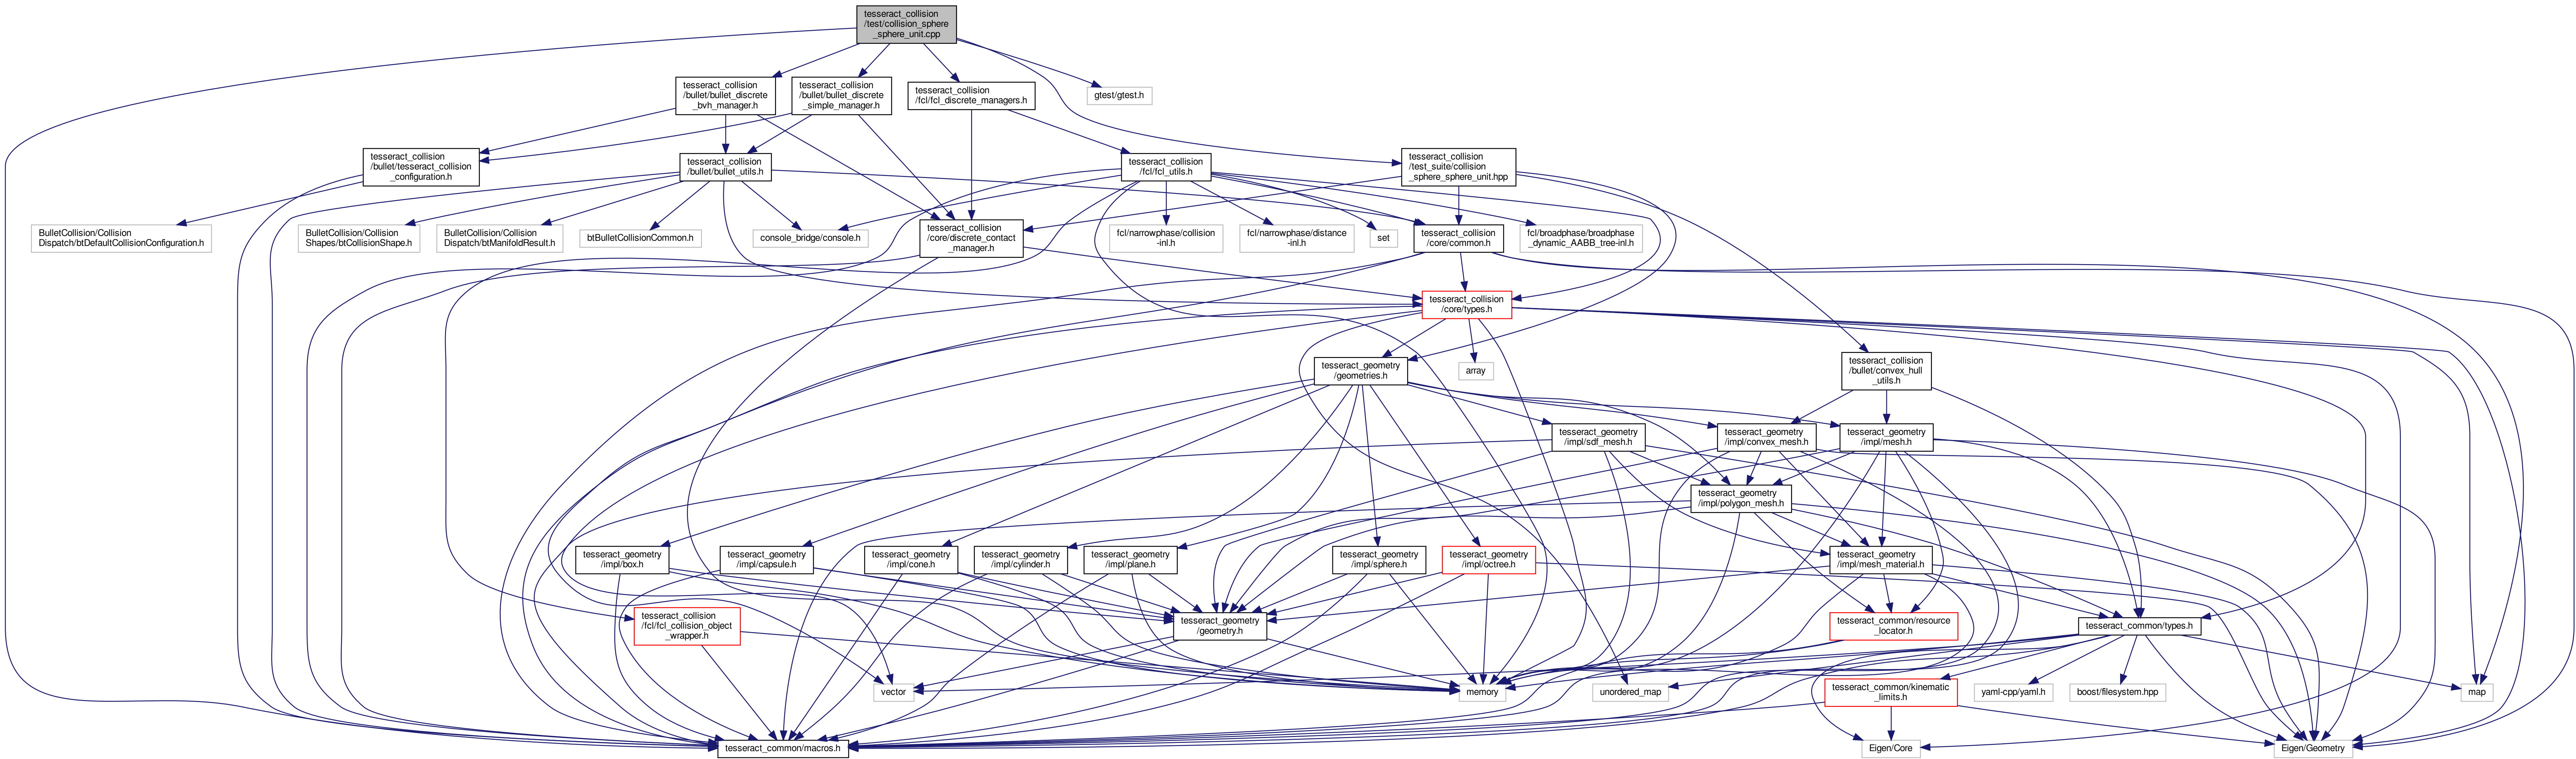 tesseract_collision
/test/collision_sphere
_sphere_unit.cpp
tesseract_collision
/bullet/bullet_discrete
_bvh_manager.h
tesseract_collision
/bullet/bullet_discrete
_simple_manager.h
tesseract_collision
/fcl/fcl_discrete_managers.h
gtest/gtest.h
tesseract_collision
/bullet/tesseract_collision
_configuration.h
tesseract_collision
/bullet/bullet_utils.h
tesseract_collision
/fcl/fcl_utils.h
tesseract_collision
/test_suite/collision
_sphere_sphere_unit.hpp
BulletCollision/Collision
Dispatch/btDefaultCollisionConfiguration.h
BulletCollision/Collision
Shapes/btCollisionShape.h
BulletCollision/Collision
Dispatch/btManifoldResult.h
btBulletCollisionCommon.h
console_bridge/console.h
tesseract_collision
/core/discrete_contact
_manager.h
fcl/narrowphase/collision
-inl.h
fcl/narrowphase/distance
-inl.h
set
tesseract_collision
/core/common.h
fcl/broadphase/broadphase
_dynamic_AABB_tree-inl.h
tesseract_collision
/core/types.h
tesseract_geometry
/geometries.h
array
tesseract_collision
/bullet/convex_hull
_utils.h
tesseract_geometry
/impl/sdf_mesh.h
tesseract_geometry
/impl/convex_mesh.h
tesseract_geometry
/impl/mesh.h
tesseract_geometry
/impl/polygon_mesh.h
tesseract_geometry
/impl/box.h
tesseract_geometry
/impl/capsule.h
tesseract_geometry
/impl/cone.h
tesseract_geometry
/impl/cylinder.h
tesseract_geometry
/impl/plane.h
tesseract_geometry
/impl/sphere.h
tesseract_geometry
/impl/octree.h
tesseract_geometry
/impl/mesh_material.h
tesseract_collision
/fcl/fcl_collision_object
_wrapper.h
tesseract_geometry
/geometry.h
tesseract_common/resource
_locator.h
tesseract_common/types.h
vector
memory
unordered_map
tesseract_common/kinematic
_limits.h
yaml-cpp/yaml.h
boost/filesystem.hpp
map
tesseract_common/macros.h
Eigen/Core
Eigen/Geometry